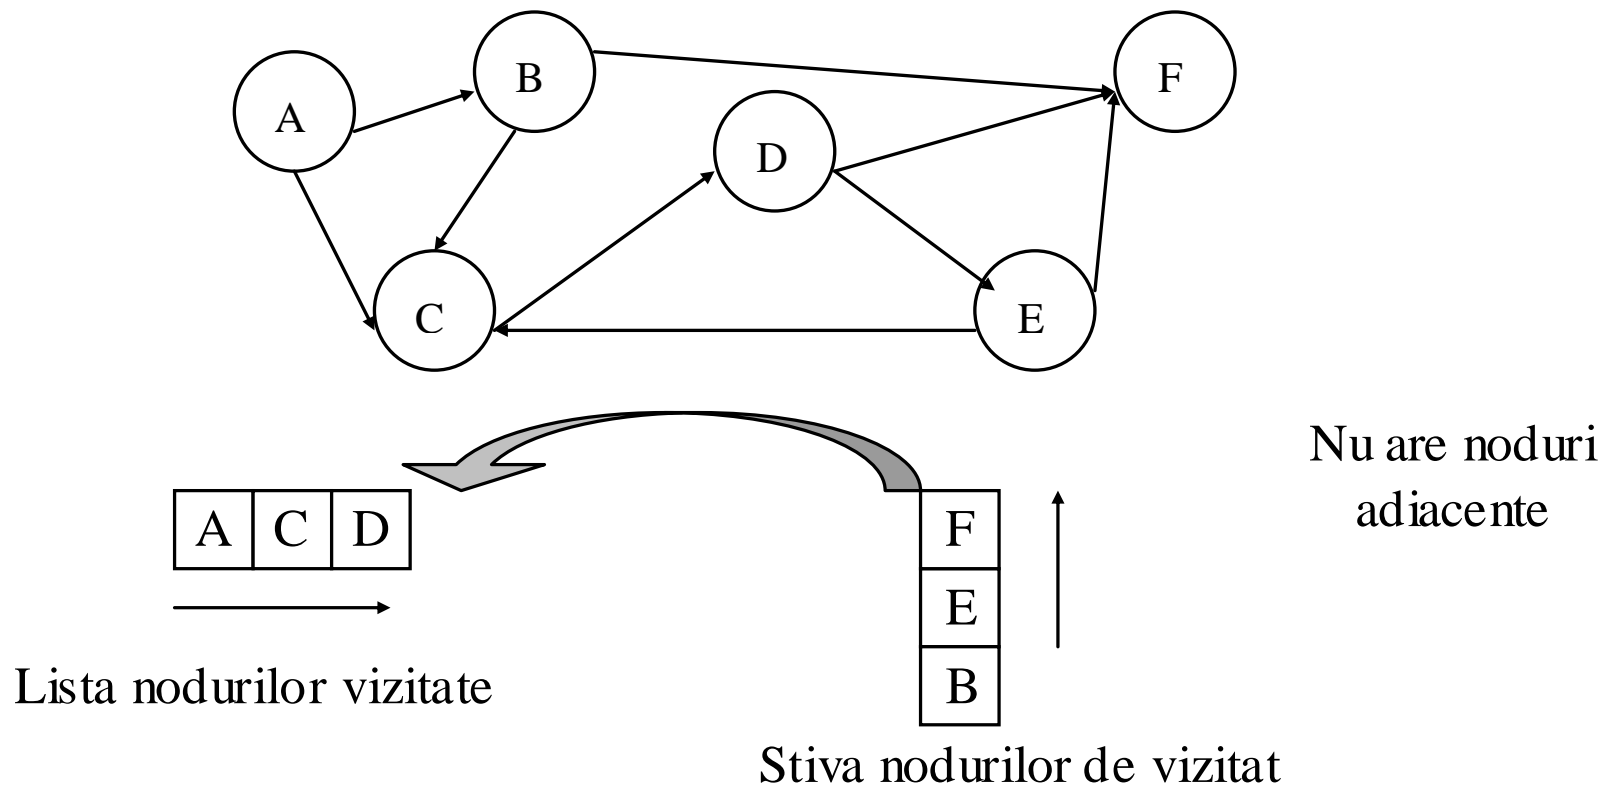 A
B
F
D
C
E
Nu are noduri
adiacente
A C D
F
E
B
Lista nodurilor vizitate
Stiva nodurilor de vizitat